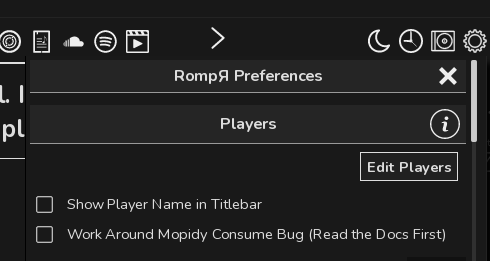 l. I
RompЯ Preferences
Players
pl
Edit Players
Show Player Name in Titlebar
Work Around Mopidy Consume Bug (Read the Docs First)